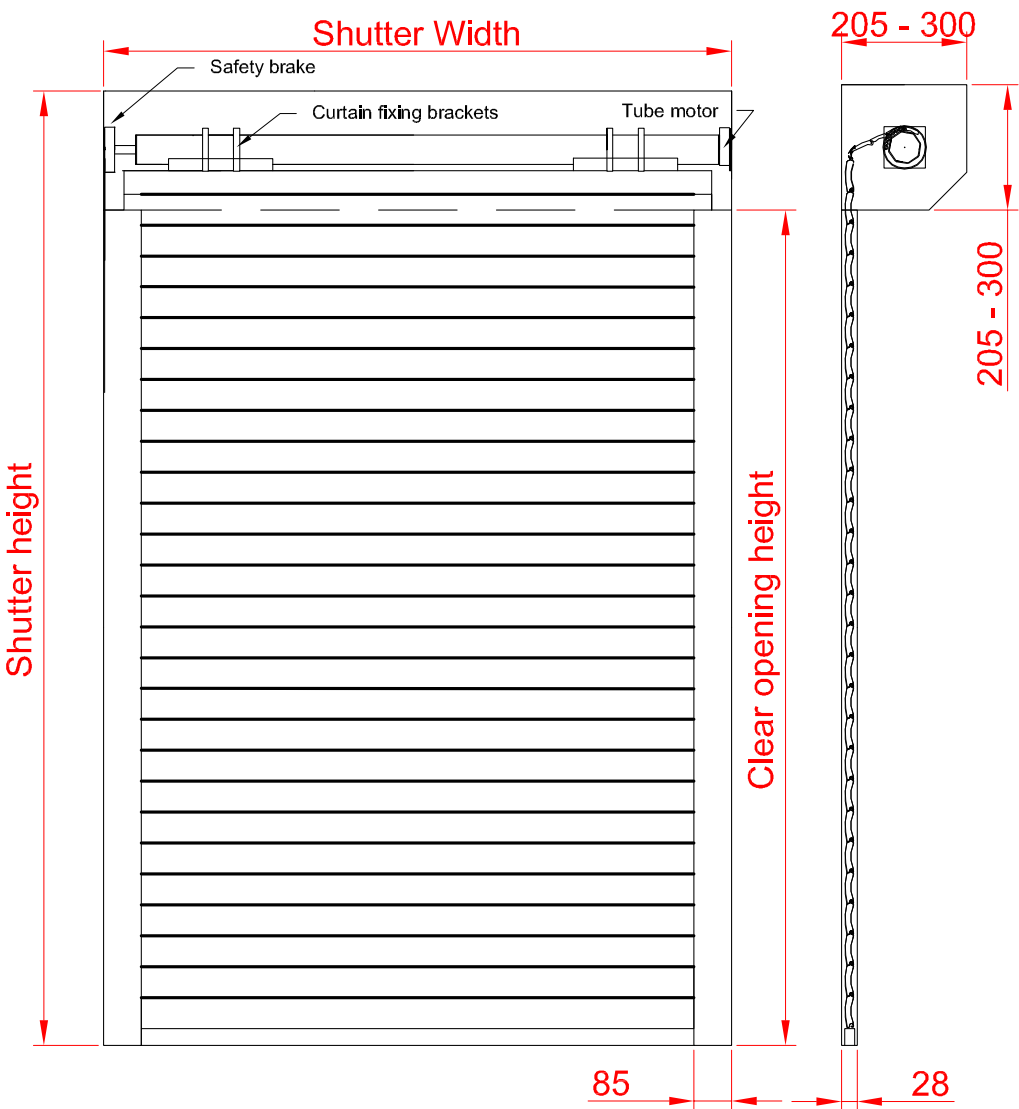 Shutter Width
205 - 300
Safety brake
Curtain fixing brackets
Tube motor
205 - 300
Shutter height
Clear opening height
85
28